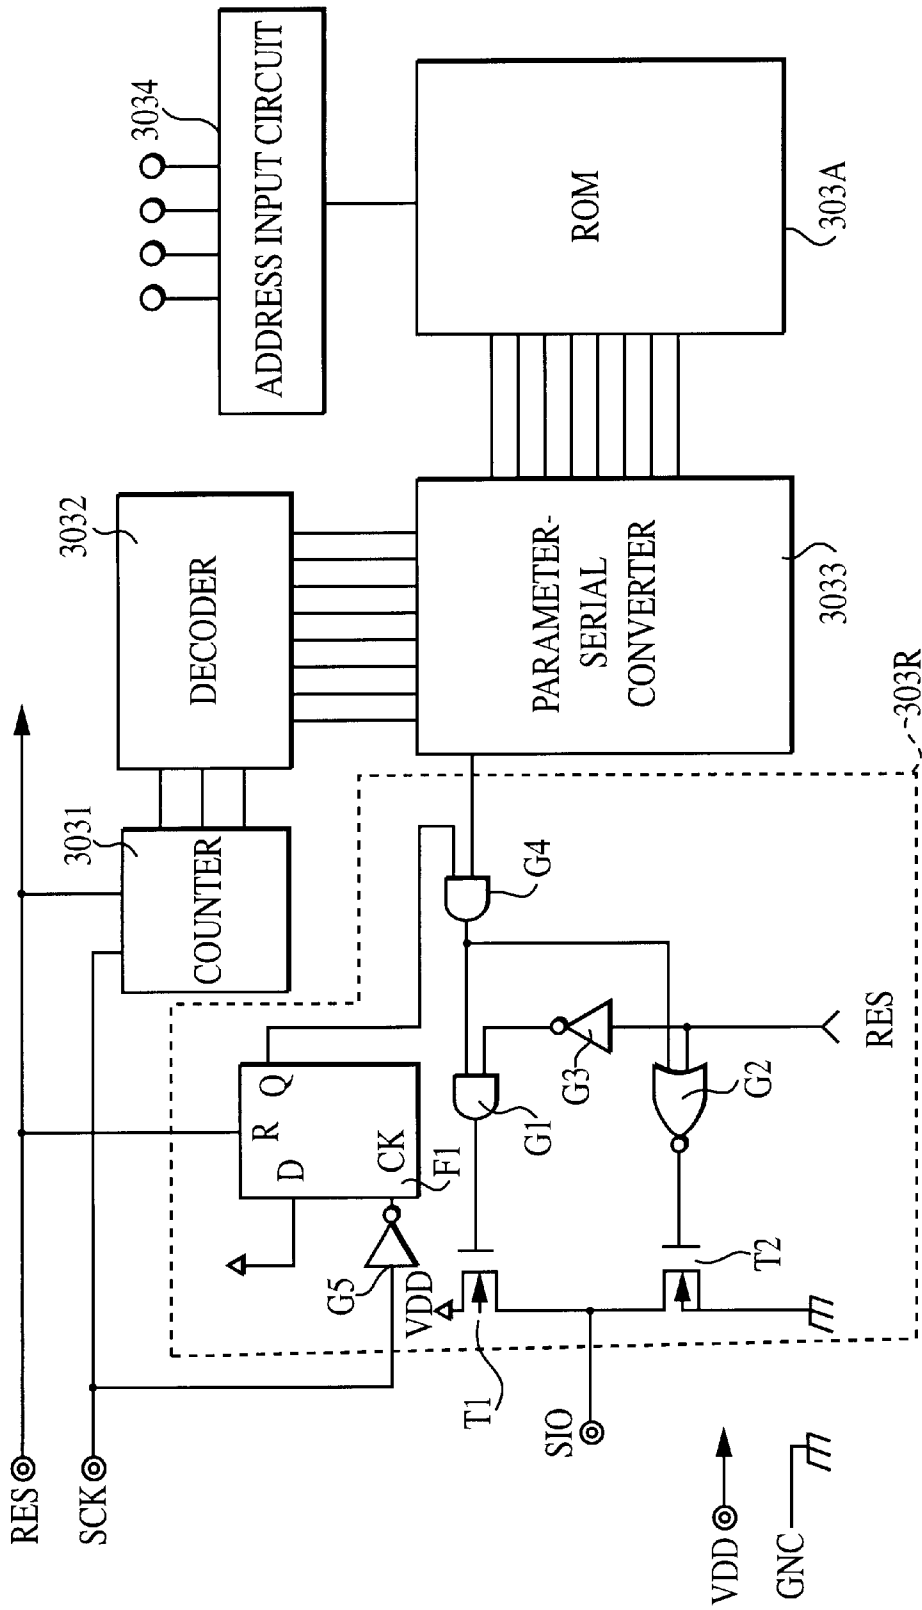 RES
SCK
COUNTER
3031
DECODER
3032
ADDRESS INPUT CIRCUIT
3034
D
R
Q
CK
F1
G5
VDD
T1
G1
G3
G4
PARAMETER-
SERIAL
CONVERTER
3033
ROM
303A
SIO
T2
G2
RES
303R
VDD
GNC